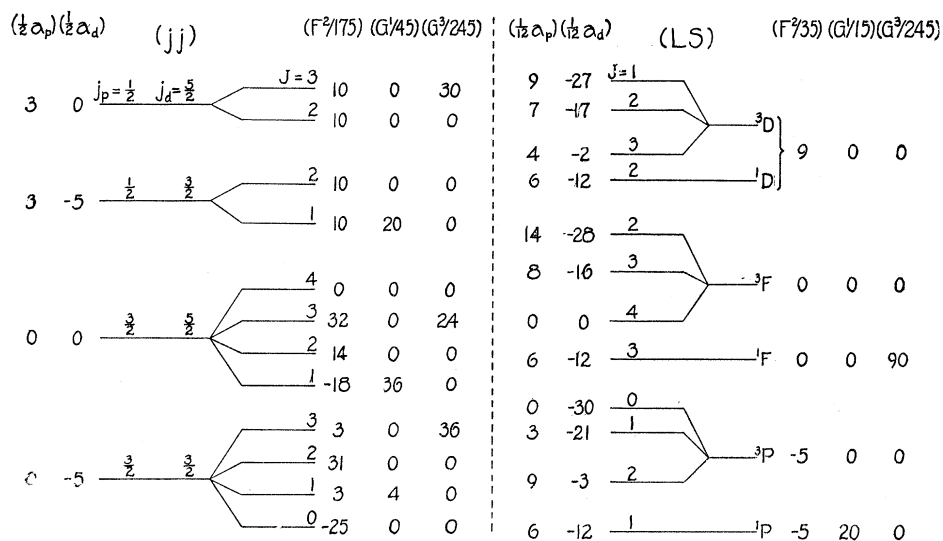 (½ a_p) (½ a_d) (jj) (F²/175) (G¹/45) (G³/245)
j_p = ½ j_d = 5/2 J = 3 10 0 30
3 0
2 10 0 0
2 10 0 0
3 -5 ½ 3/2
1 10 20 0
4 0 0 0
3 32 0 24
0 0 3/2 5/2
2 14 0 0
1 -18 36 0
3 3 0 36
2 31 0 0
-5 3/2 3/2
1 3 4 0
0 -25 0 0
(1/12 a_p) (1/12 a_d) (LS) (F²/35) (G¹/15) (G³/245)
9 -27 J=1
7 -17 2
³D
4 -2 3
9 0 0
6 -12 2 ¹D
14 -28 2
8 -16 3
³F 0 0 0
0 0 4
6 -12 3 ¹F 0 0 90
0 -30 0
3 -21 1
³P -5 0 0
9 -3 2
6 -12 1 ¹P -5 20 0